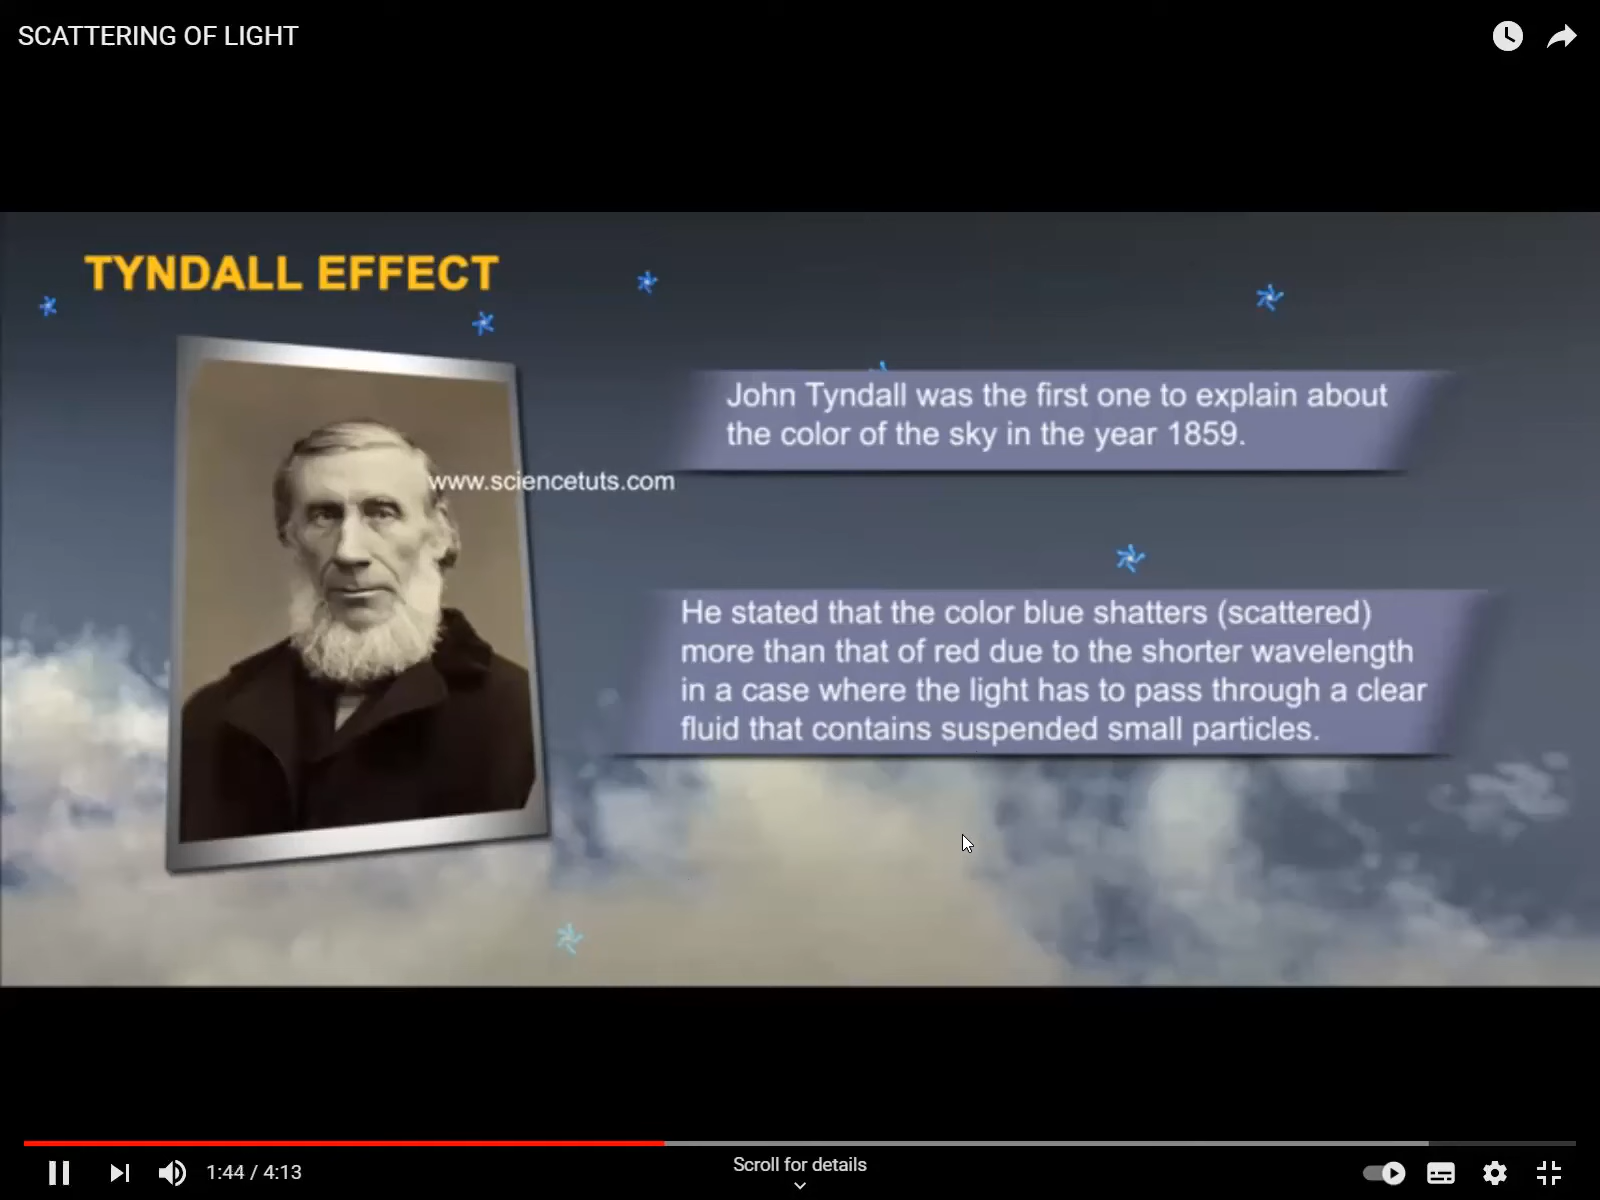 SCATTERING OF LIGHT
TYNDALL EFFECT
John Tyndall was the first one to explain about
the color of the sky in the year 1859.
www.sciencetuts.com
He stated that the color blue shatters (scattered)
more than that of red due to the shorter wavelength
in a case where the light has to pass through a clear
fluid that contains suspended small particles.
1:44 / 4:13
Scroll for details